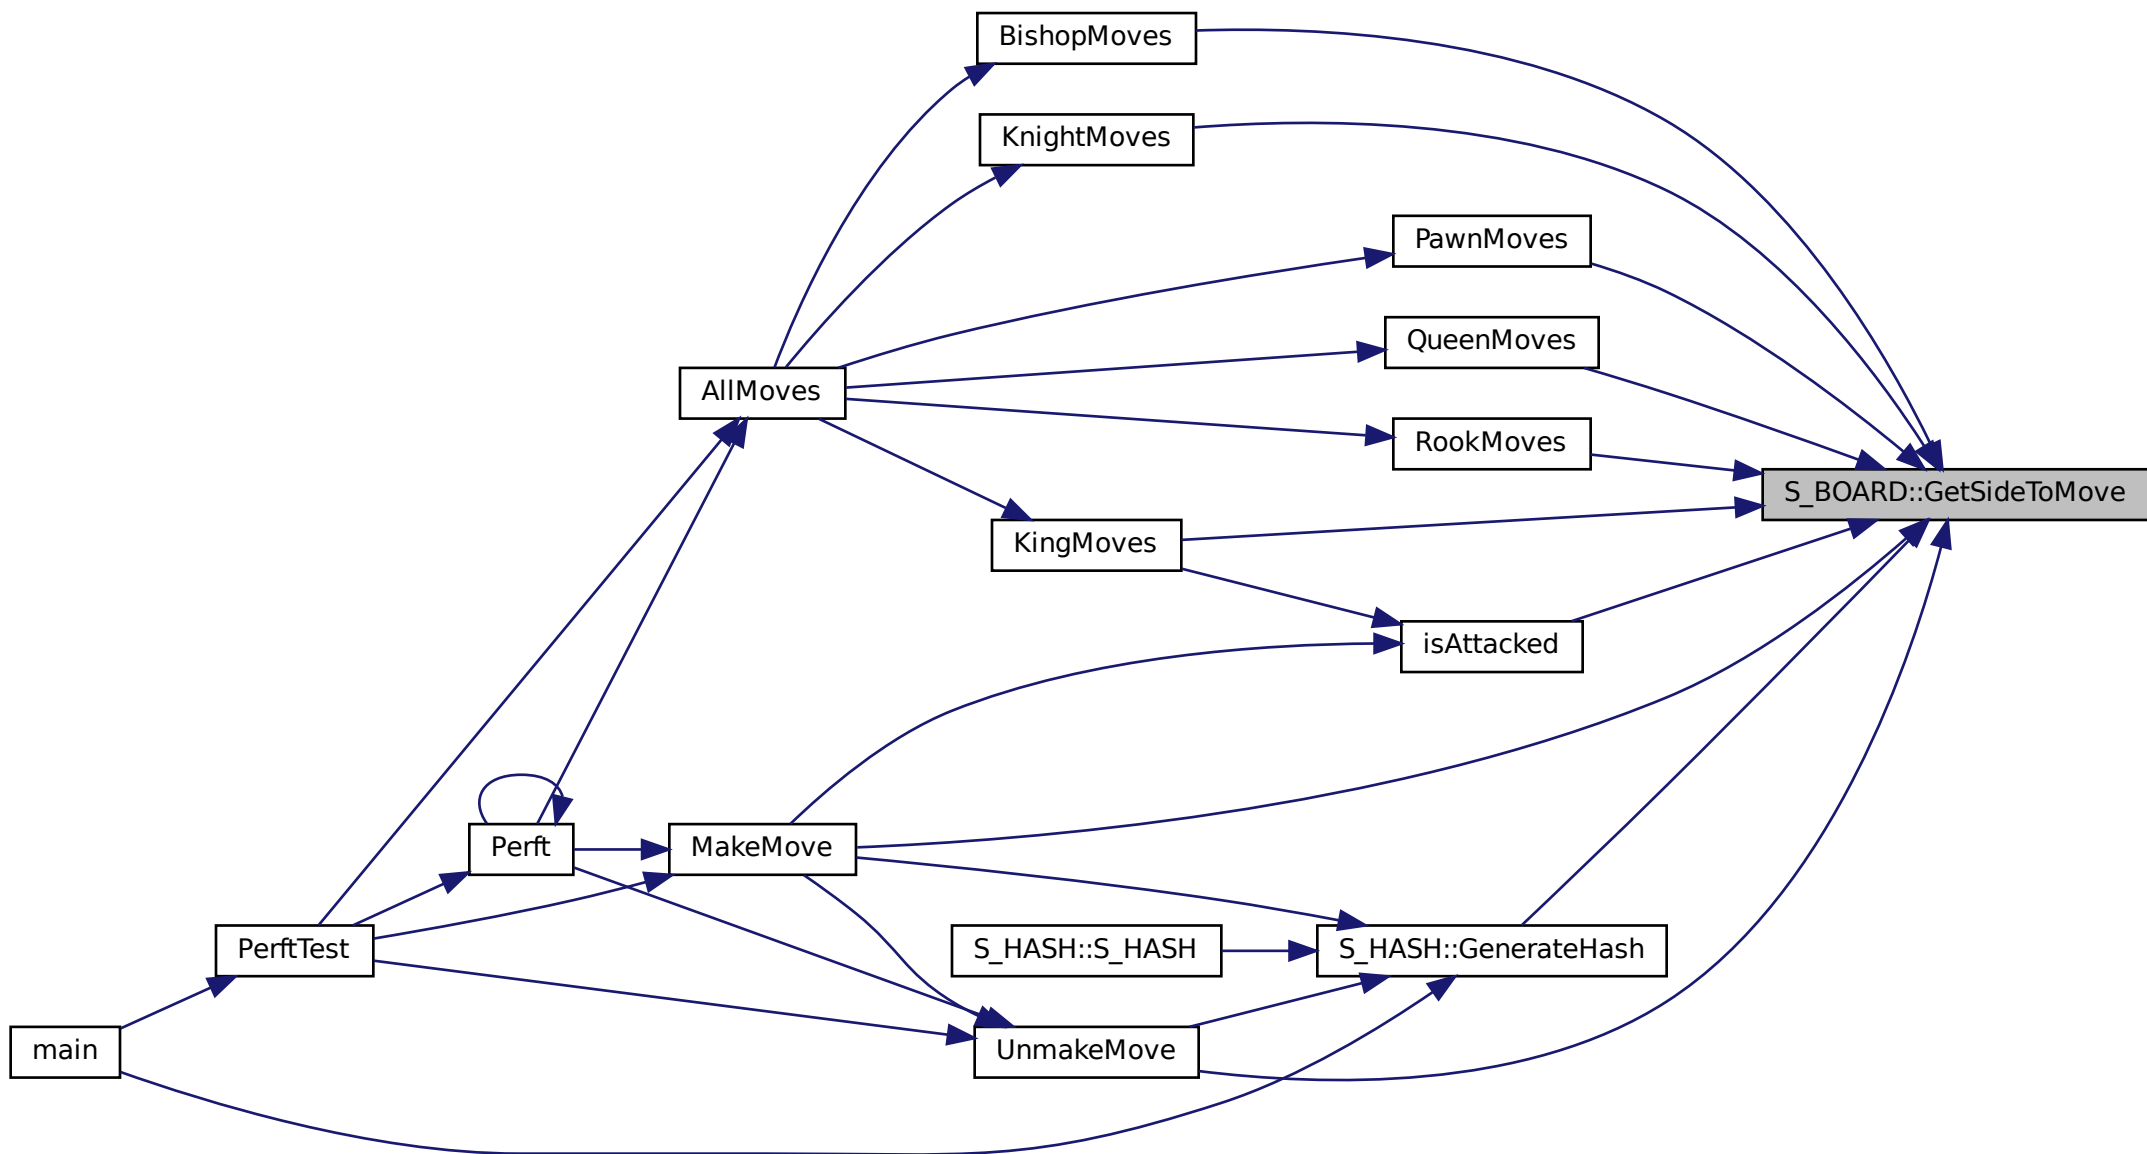 BishopMoves
KnightMoves
PawnMoves
QueenMoves
AllMoves
RookMoves
S_BOARD::GetSideToMove
KingMoves
isAttacked
Perft
MakeMove
PerftTest
S_HASH::S_HASH
S_HASH::GenerateHash
main
UnmakeMove